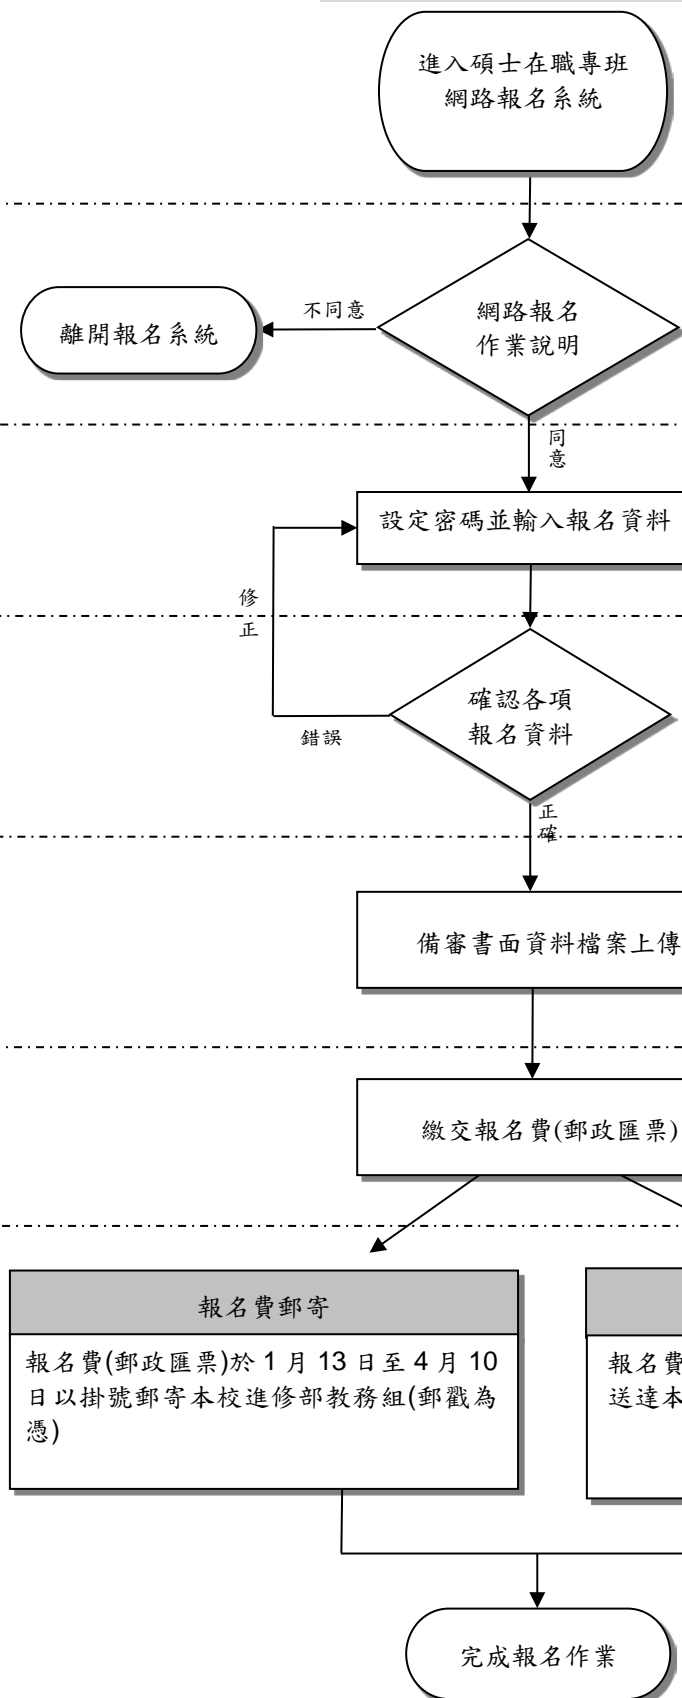 進入碩士在職專班
網路報名系統
網路報名
作業說明
不同意
離開報名系統
同
意
設定密碼並輸入報名資料
修
正
確認各項
報名資料
錯誤
正
確
備審書面資料檔案上傳
繳交報名費(郵政匯票)
報名費郵寄
報名費(郵政匯票)於 1 月 13 日至 4 月 10
日以掛號郵寄本校進修部教務組(郵戳為
憑)
報名費
送達本
完成報名作業